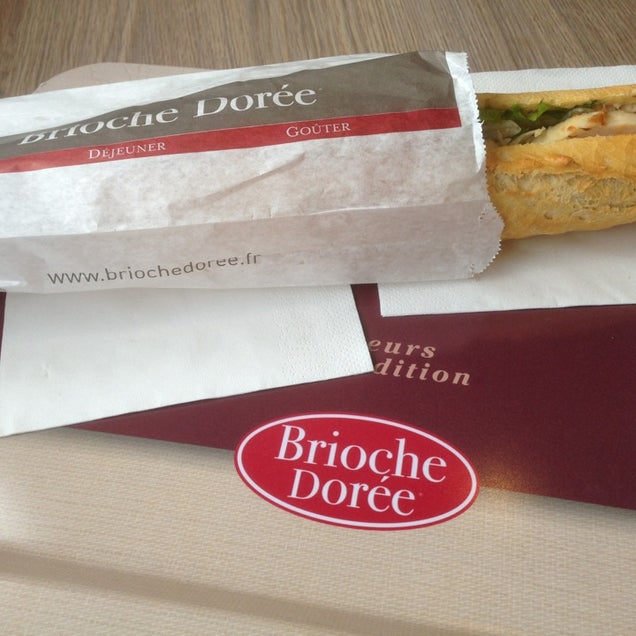 Brioche Dorée
DÉJEUNER GOÛTER
www.briochedoree.fr
eurs
dition
Brioche
Dorée